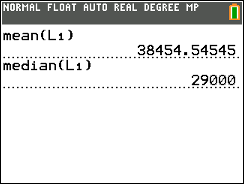 NORMAL FLOAT AUTO REAL DEGREE MP
mean(L₁)
38454.54545
median(L₁)
29000